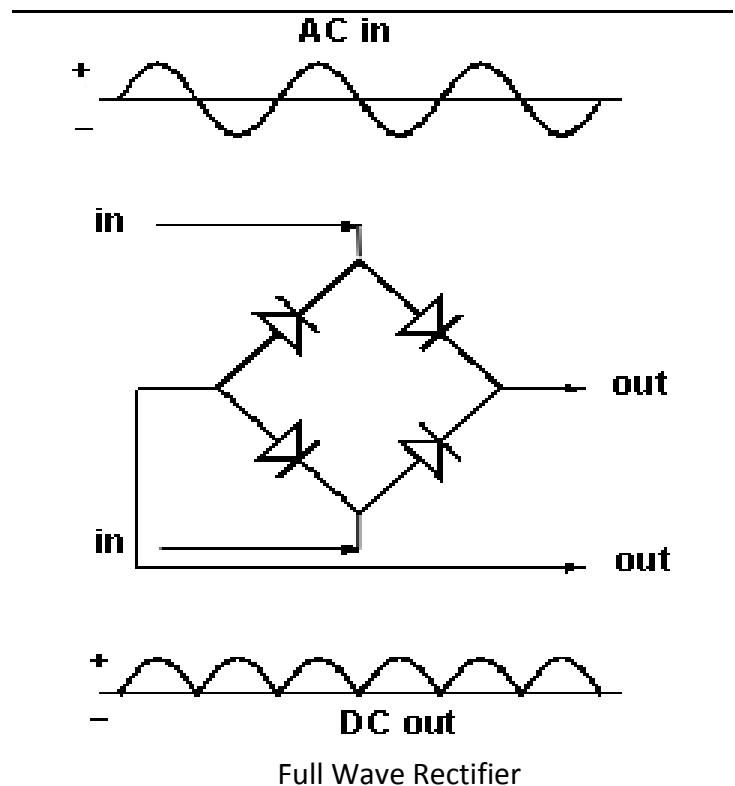 AC in
+
−
in
out
in
out
+
−
DC out
Full Wave Rectifier